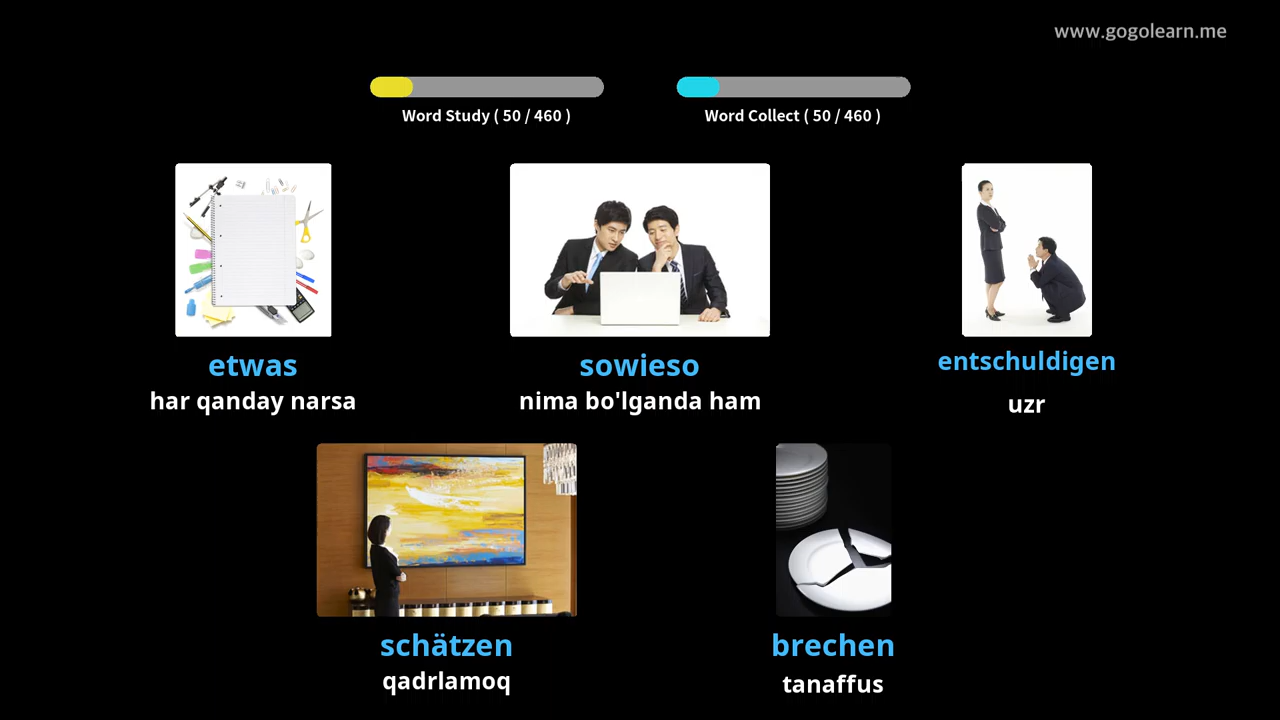 www.gogolearn.me
Word Study ( 50 / 460 )
Word Collect ( 50 / 460 )
etwas
har qanday narsa
sowieso
nima bo'lganda ham
entschuldigen
uzr
schätzen
qadrlamoq
brechen
tanaffus